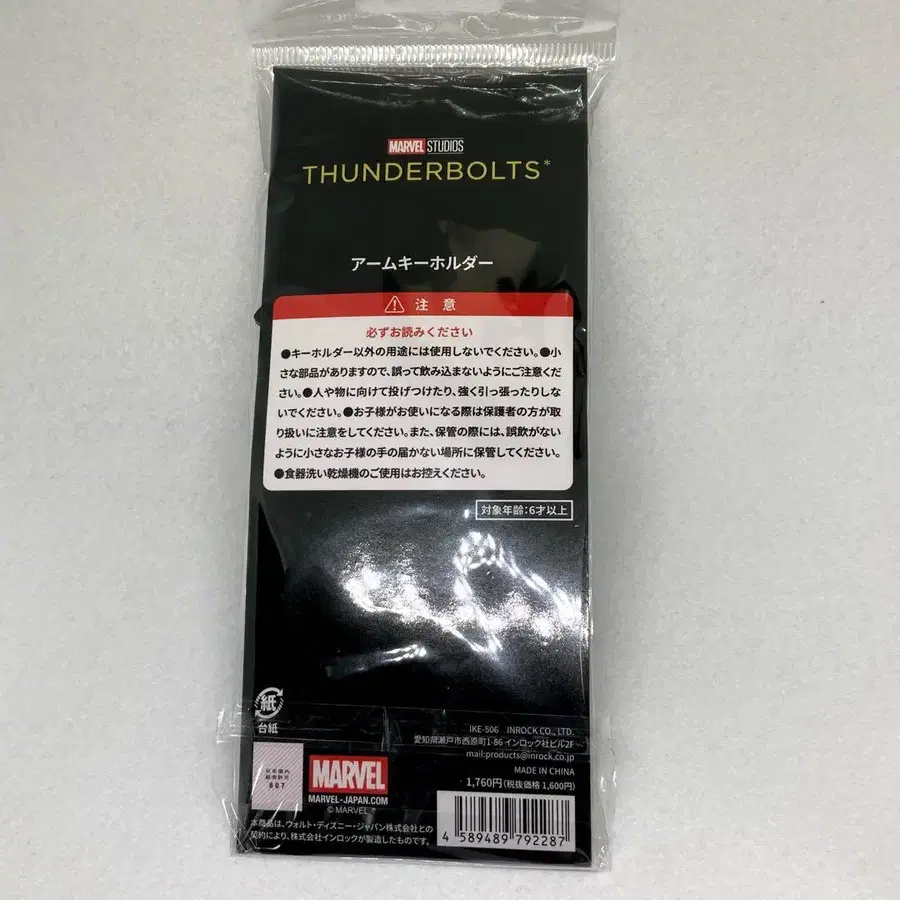 MARVEL STUDIOS
THUNDERBOLTS*
アームキーホルダー
注 意
必ずお読みください
●キーホルダー以外の用途には使用しないでください。●小
さな部品がありますので、誤って飲み込まないようにご注意くだ
さい。●人や物に向けて投げつけたり、強く引っ張ったりしな
いでください。●お子様がお使いになる際は保護者の方が取
り扱いに注意をしてください。また、保管の際には、誤飲がない
ように小さなお子様の手の届かない場所に保管してください。
●食器洗い乾燥機のご使用はお控えください。
対象年齢:6才以上
紙
台紙
IKE-506 INROCK CO., LTD.
愛知県瀬戸市西原町1-86 インロック社ビル2F
mail:products@inrock.co.jp
MADE IN CHINA
1,760円(税抜価格 1,600円)
日本国内
販売許可
607
MARVEL
MARVEL-JAPAN.COM
© MARVEL
本商品は、ウォルト・ディズニー・ジャパン株式会社との
契約により、株式会社インロックが製造したものです。
4 589489 792287